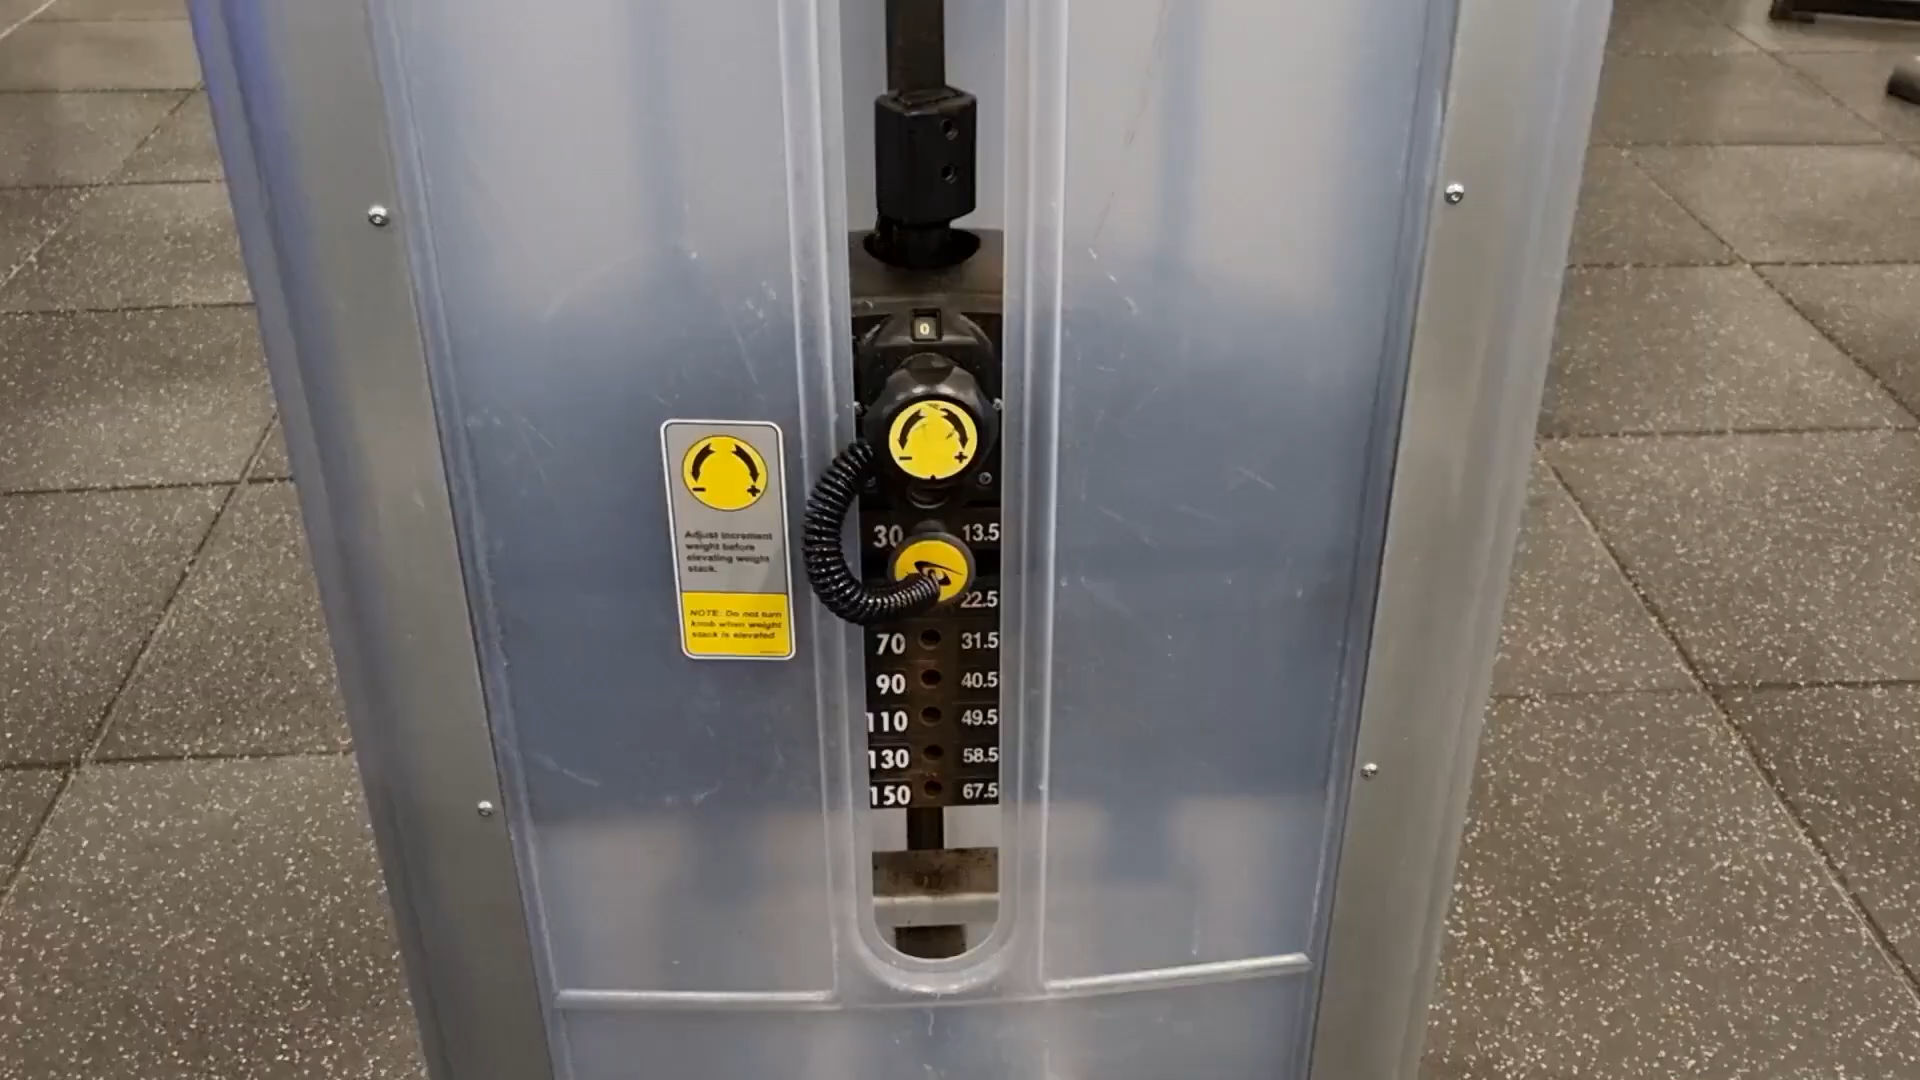 0
- +
- +
Adjust increment
weight before
elevating weight
stack.
NOTE: Do not turn
knob when weight
stack is elevated
30 13.5
22.5
70 31.5
90 40.5
110 49.5
130 58.5
150 67.5